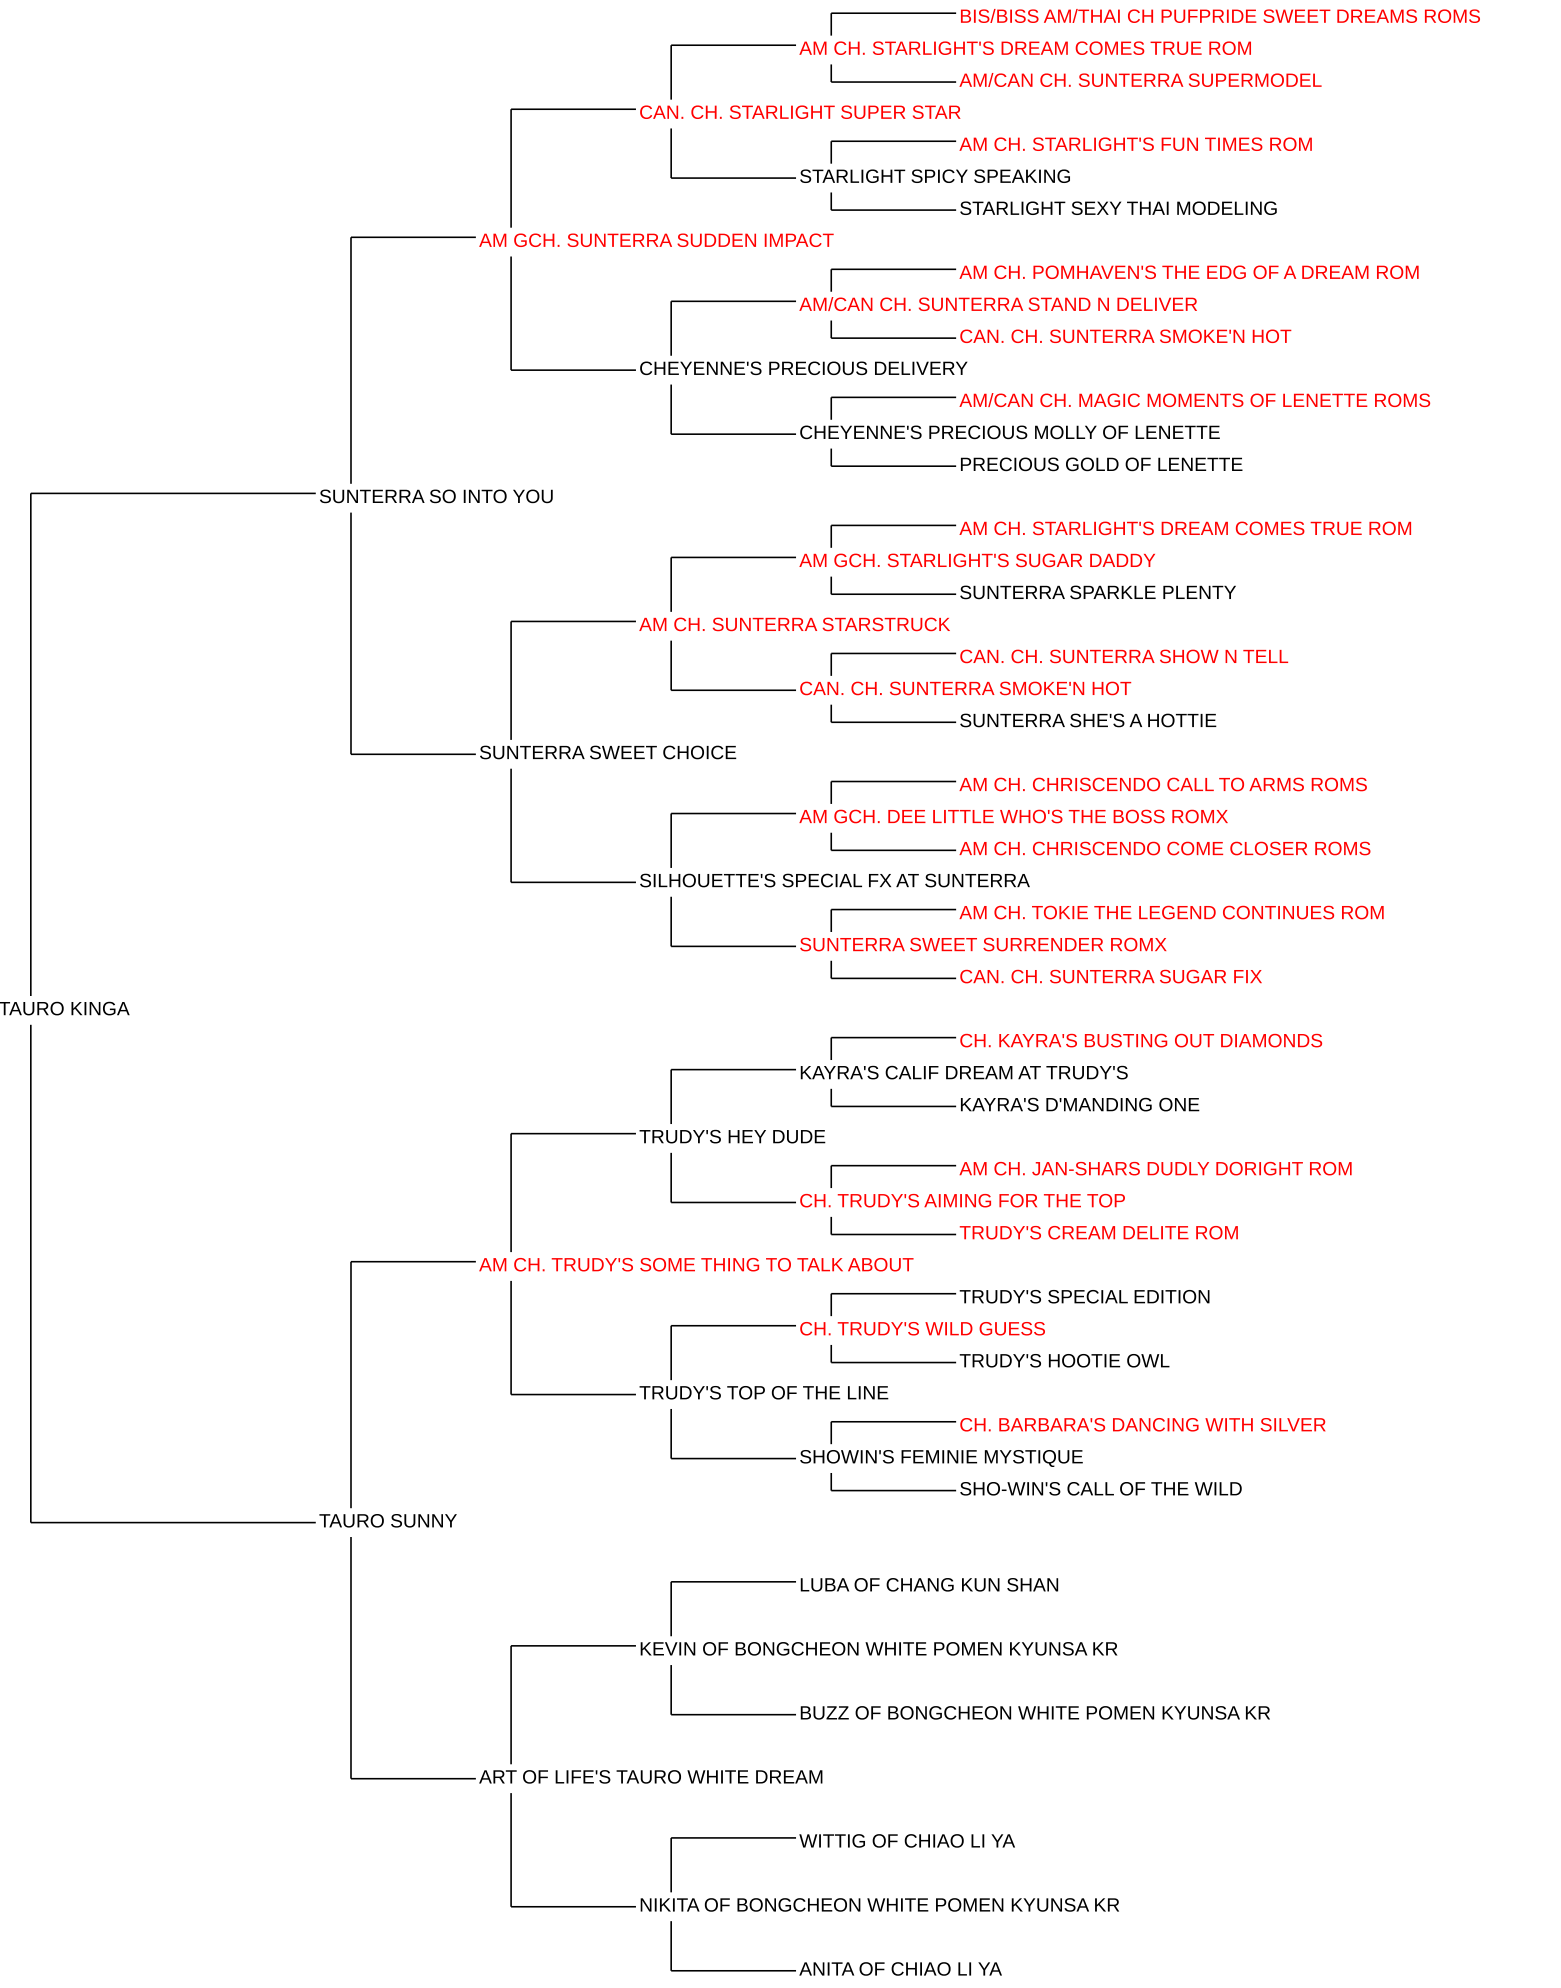 BIS/BISS AM/THAI CH PUFPRIDE SWEET DREAMS ROMS
AM CH. STARLIGHT'S DREAM COMES TRUE ROM
AM/CAN CH. SUNTERRA SUPERMODEL
CAN. CH. STARLIGHT SUPER STAR
AM CH. STARLIGHT'S FUN TIMES ROM
STARLIGHT SPICY SPEAKING
STARLIGHT SEXY THAI MODELING
AM GCH. SUNTERRA SUDDEN IMPACT
AM CH. POMHAVEN'S THE EDG OF A DREAM ROM
AM/CAN CH. SUNTERRA STAND N DELIVER
CAN. CH. SUNTERRA SMOKE'N HOT
CHEYENNE'S PRECIOUS DELIVERY
AM/CAN CH. MAGIC MOMENTS OF LENETTE ROMS
CHEYENNE'S PRECIOUS MOLLY OF LENETTE
PRECIOUS GOLD OF LENETTE
SUNTERRA SO INTO YOU
AM CH. STARLIGHT'S DREAM COMES TRUE ROM
AM GCH. STARLIGHT'S SUGAR DADDY
SUNTERRA SPARKLE PLENTY
AM CH. SUNTERRA STARSTRUCK
CAN. CH. SUNTERRA SHOW N TELL
CAN. CH. SUNTERRA SMOKE'N HOT
SUNTERRA SHE'S A HOTTIE
SUNTERRA SWEET CHOICE
AM CH. CHRISCENDO CALL TO ARMS ROMS
AM GCH. DEE LITTLE WHO'S THE BOSS ROMX
AM CH. CHRISCENDO COME CLOSER ROMS
SILHOUETTE'S SPECIAL FX AT SUNTERRA
AM CH. TOKIE THE LEGEND CONTINUES ROM
SUNTERRA SWEET SURRENDER ROMX
CAN. CH. SUNTERRA SUGAR FIX
TAURO KINGA
CH. KAYRA'S BUSTING OUT DIAMONDS
KAYRA'S CALIF DREAM AT TRUDY'S
KAYRA'S D'MANDING ONE
TRUDY'S HEY DUDE
AM CH. JAN-SHARS DUDLY DORIGHT ROM
CH. TRUDY'S AIMING FOR THE TOP
TRUDY'S CREAM DELITE ROM
AM CH. TRUDY'S SOME THING TO TALK ABOUT
TRUDY'S SPECIAL EDITION
CH. TRUDY'S WILD GUESS
TRUDY'S HOOTIE OWL
TRUDY'S TOP OF THE LINE
CH. BARBARA'S DANCING WITH SILVER
SHOWIN'S FEMINIE MYSTIQUE
SHO-WIN'S CALL OF THE WILD
TAURO SUNNY
LUBA OF CHANG KUN SHAN
KEVIN OF BONGCHEON WHITE POMEN KYUNSA KR
BUZZ OF BONGCHEON WHITE POMEN KYUNSA KR
ART OF LIFE'S TAURO WHITE DREAM
WITTIG OF CHIAO LI YA
NIKITA OF BONGCHEON WHITE POMEN KYUNSA KR
ANITA OF CHIAO LI YA